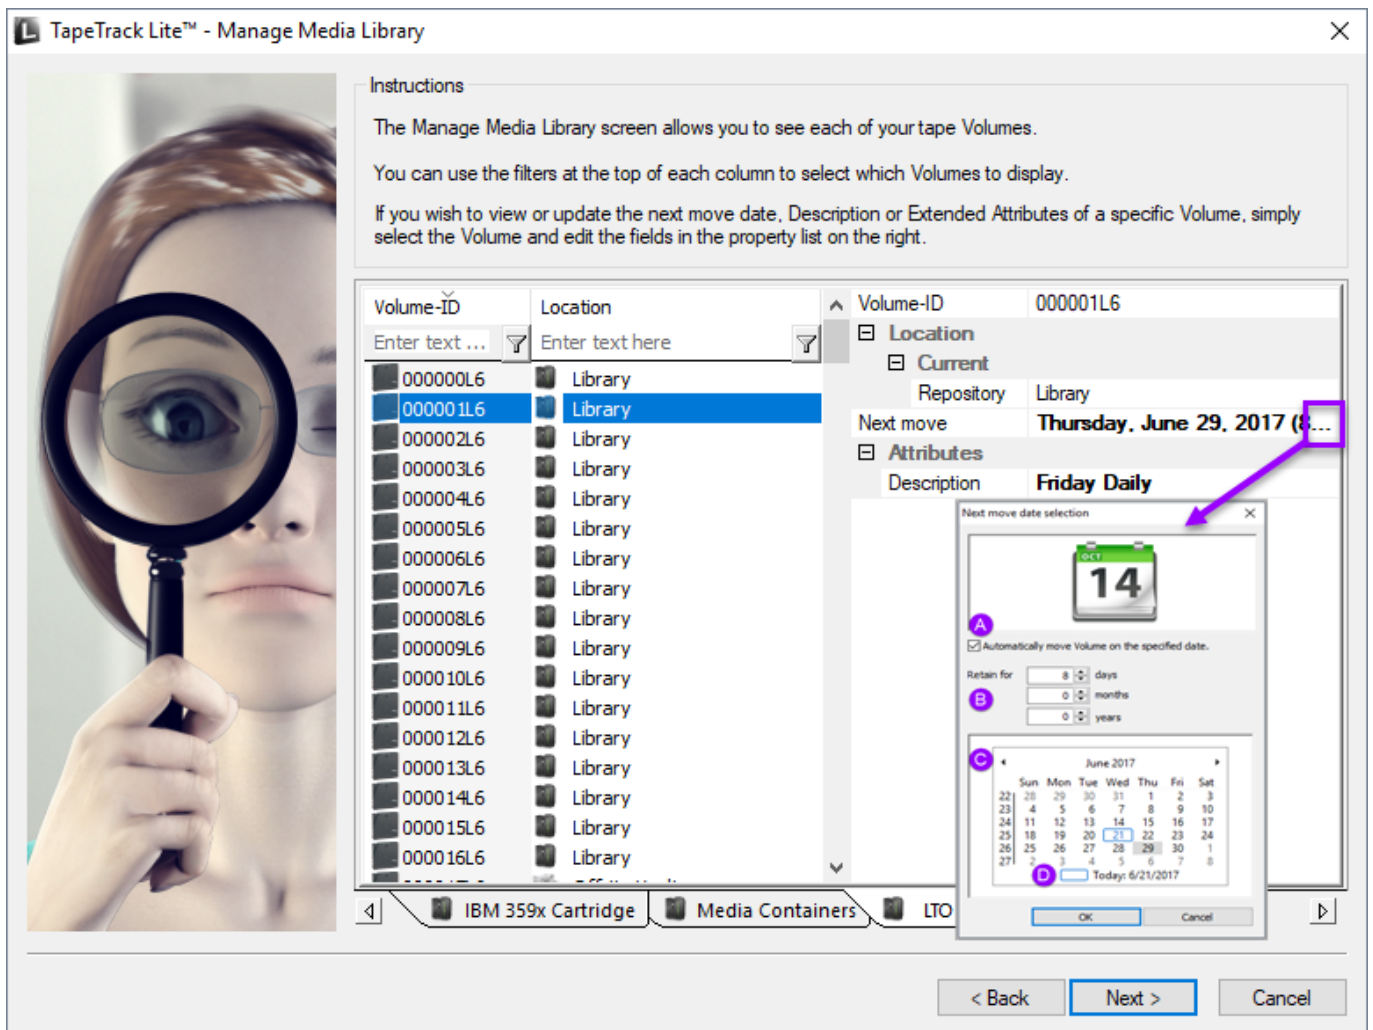 TapeTrack Lite™ - Manage Media Library
Instructions
The Manage Media Library screen allows you to see each of your tape Volumes.
You can use the filters at the top of each column to select which Volumes to display.
If you wish to view or update the next move date, Description or Extended Attributes of a specific Volume, simply
select the Volume and edit the fields in the property list on the right.
Volume-ID Location
Enter text ... Enter text here
000000L6 Library
000001L6 Library
000002L6 Library
000003L6 Library
000004L6 Library
000005L6 Library
000006L6 Library
000007L6 Library
000008L6 Library
000009L6 Library
000010L6 Library
000011L6 Library
000012L6 Library
000013L6 Library
000014L6 Library
000015L6 Library
000016L6 Library
Volume-ID 000001L6
Location
Current
Repository Library
Next move Thursday, June 29, 2017 (8...
Attributes
Description Friday Daily
Next move date selection
OCT
14
A
Automatically move Volume on the specified date.
Retain for 8 days
B 0 months
0 years
C June 2017
Sun Mon Tue Wed Thu Fri Sat
22 28 29 30 31 1 2 3
23 4 5 6 7 8 9 10
24 11 12 13 14 15 16 17
25 18 19 20 21 22 23 24
26 25 26 27 28 29 30 1
27 2 3 4 5 6 7 8
D Today: 6/21/2017
OK Cancel
IBM 359x Cartridge Media Containers LTO
< Back Next > Cancel